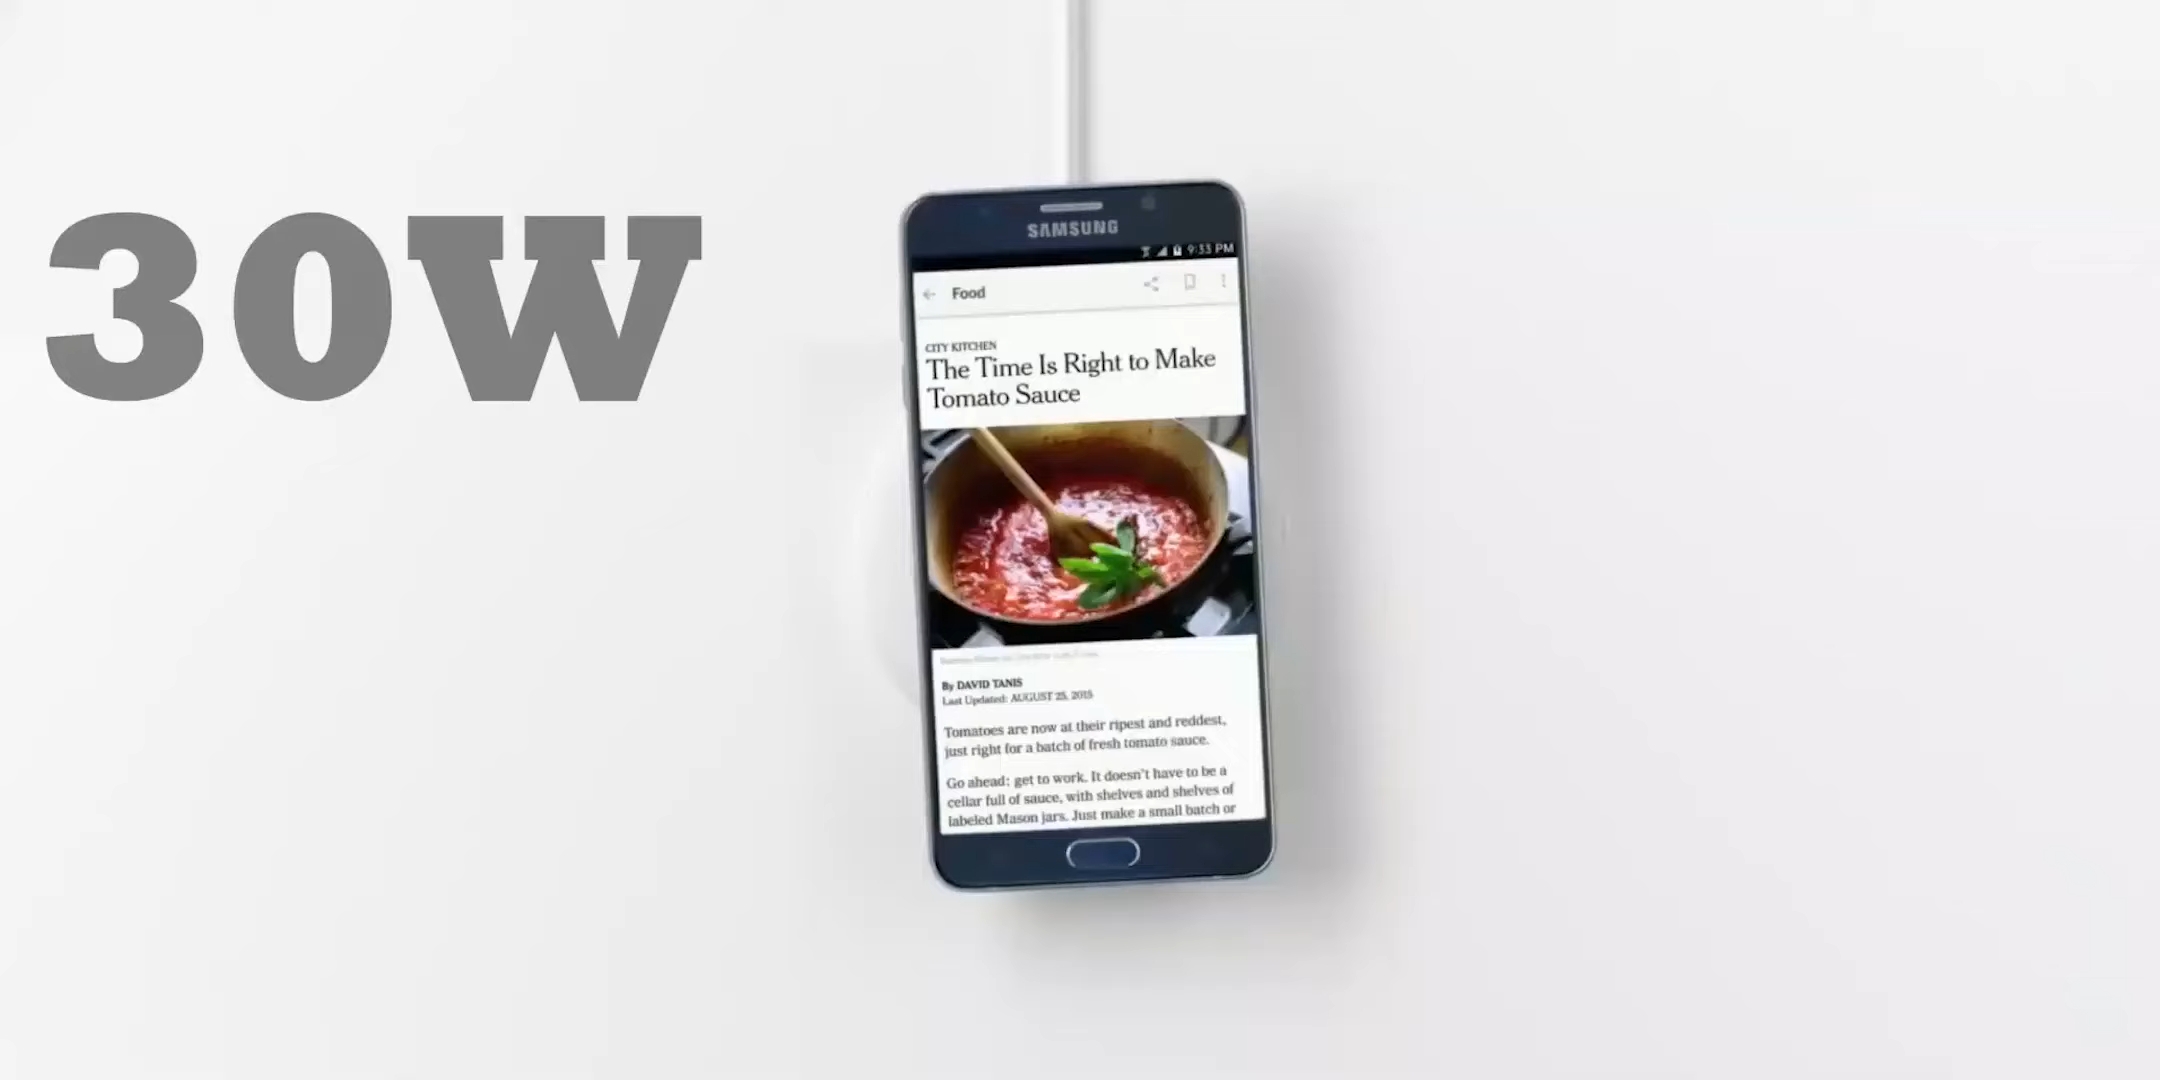 30W
SAMSUNG
9:33 PM
Food
CITY KITCHEN
The Time Is Right to Make
Tomato Sauce
By DAVID TANIS
Last Updated: AUGUST 25, 2015
Tomatoes are now at their ripest and reddest,
just right for a batch of fresh tomato sauce.
Go ahead; get to work. It doesn't have to be a
cellar full of sauce, with shelves and shelves of
labeled Mason jars. Just make a small batch or